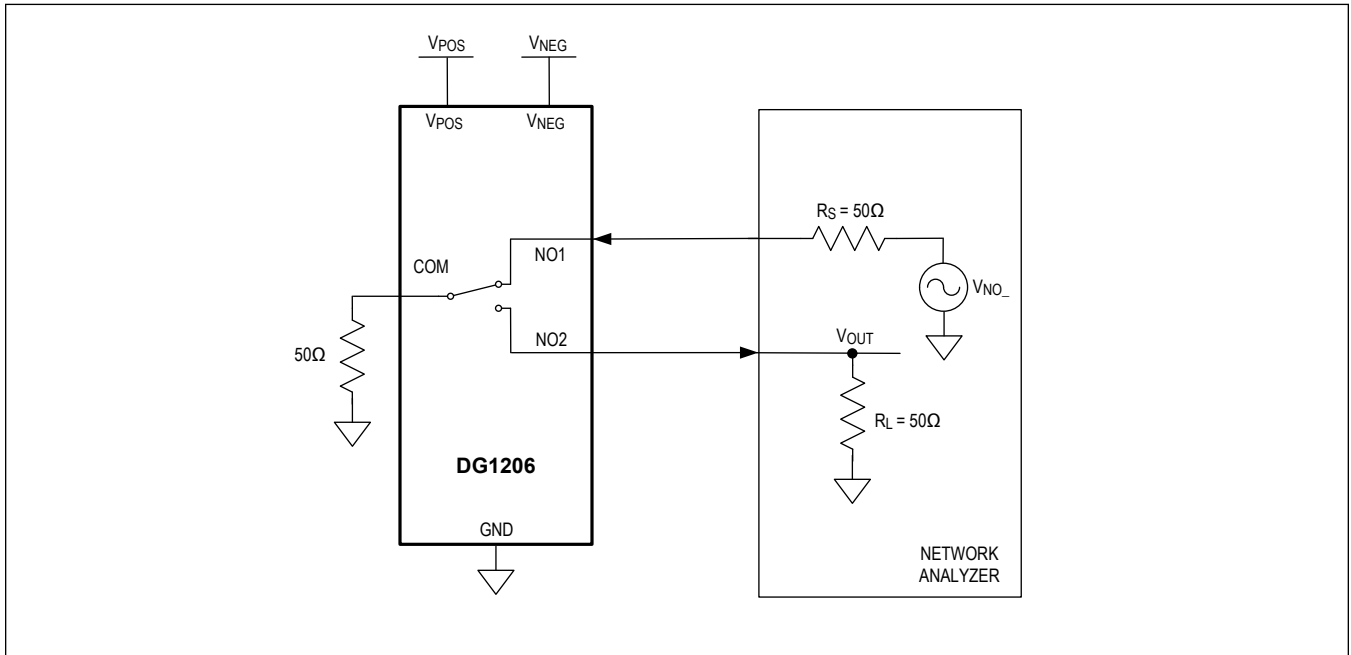 VPOS
VNEG
VPOS
VNEG
RS = 50Ω
NO1
COM
VNO_
NO2
VOUT
50Ω
RL = 50Ω
DG1206
GND
NETWORK
ANALYZER